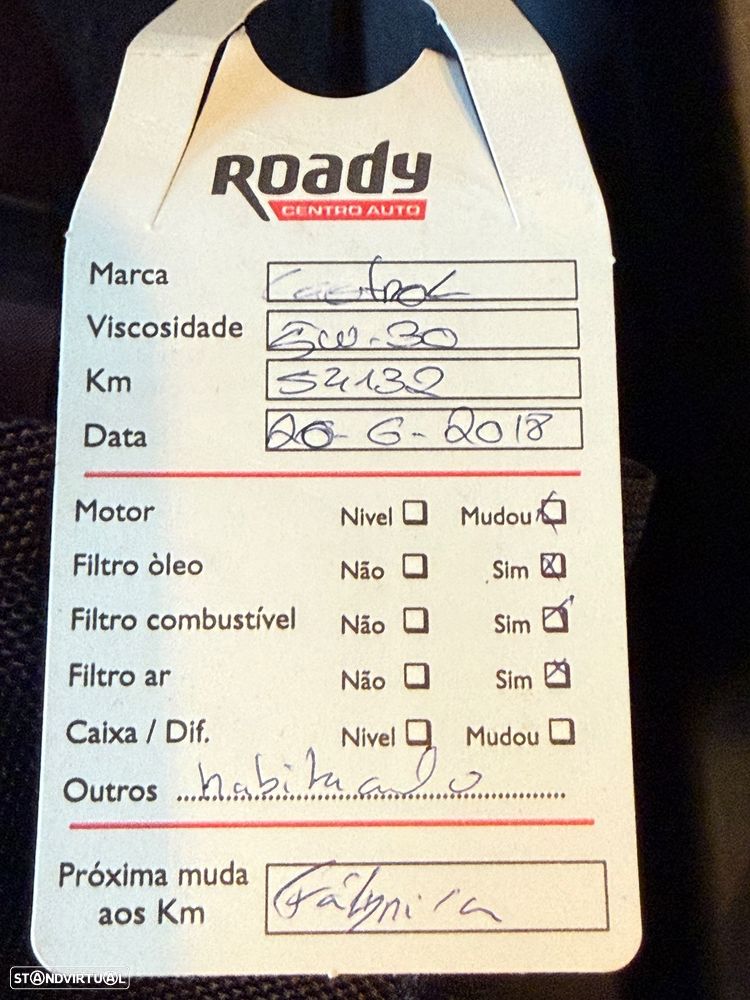 ROady
CENTRO AUTO
Marca Castrol
Viscosidade 5w-30
Km 54132
Data 20-6-2018
Motor Nivel Mudou
Filtro òleo Não Sim
Filtro combustível Não Sim
Filtro ar Não Sim
Caixa / Dif. Nivel Mudou
Outros
Próxima muda
aos Km
STANDVIRTUAL